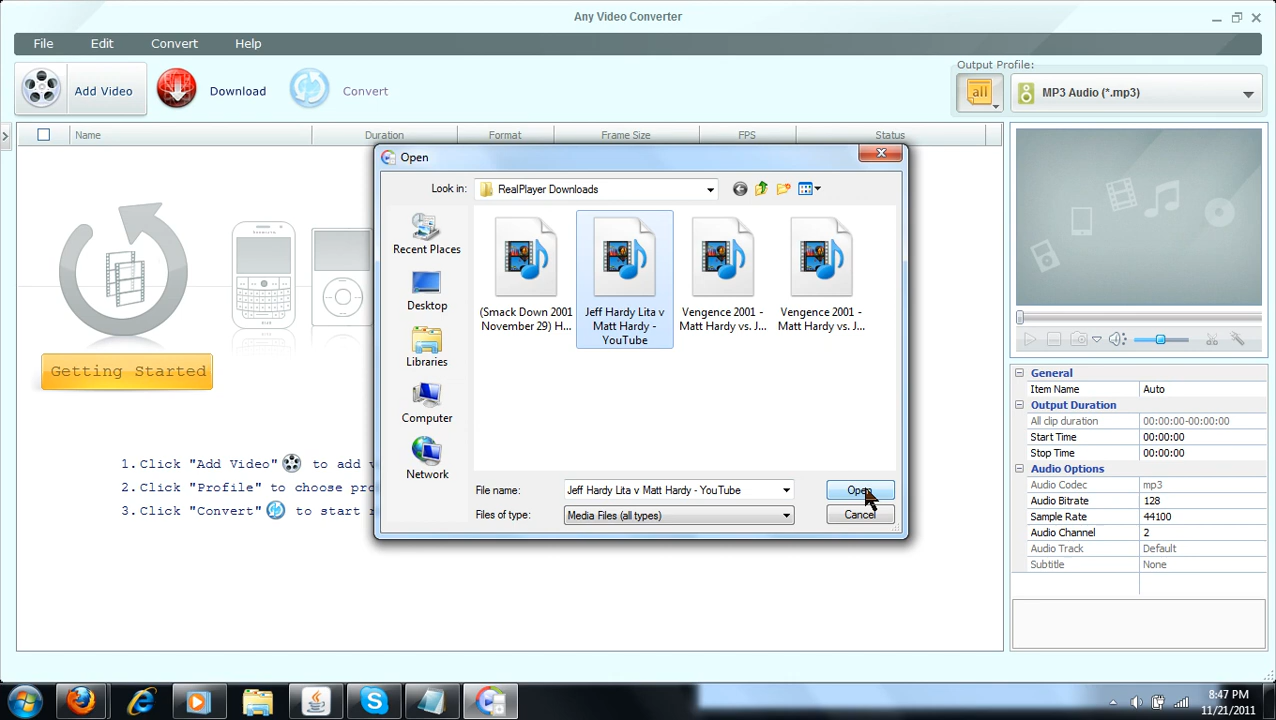 Any Video Converter
File Edit Convert Help
Add Video Download Convert
Output Profile:
all MP3 Audio (*.mp3)
Name Duration Format Frame Size FPS Status
Open
Look in: RealPlayer Downloads
Recent Places
Desktop
Libraries
Computer
Network
(Smack Down 2001
November 29) H...
Jeff Hardy Lita v
Matt Hardy -
YouTube
Vengence 2001 -
Matt Hardy vs. J...
Vengence 2001 -
Matt Hardy vs. J...
File name: Jeff Hardy Lita v Matt Hardy - YouTube Open
Files of type: Media Files (all types) Cancel
Getting Started
1.Click "Add Video" to add v
2.Click "Profile" to choose pro
3.Click "Convert" to start
General
Item Name Auto
Output Duration
All clip duration 00:00:00-00:00:00
Start Time 00:00:00
Stop Time 00:00:00
Audio Options
Audio Codec mp3
Audio Bitrate 128
Sample Rate 44100
Audio Channel 2
Audio Track Default
Subtitle None
8:47 PM
11/21/2011